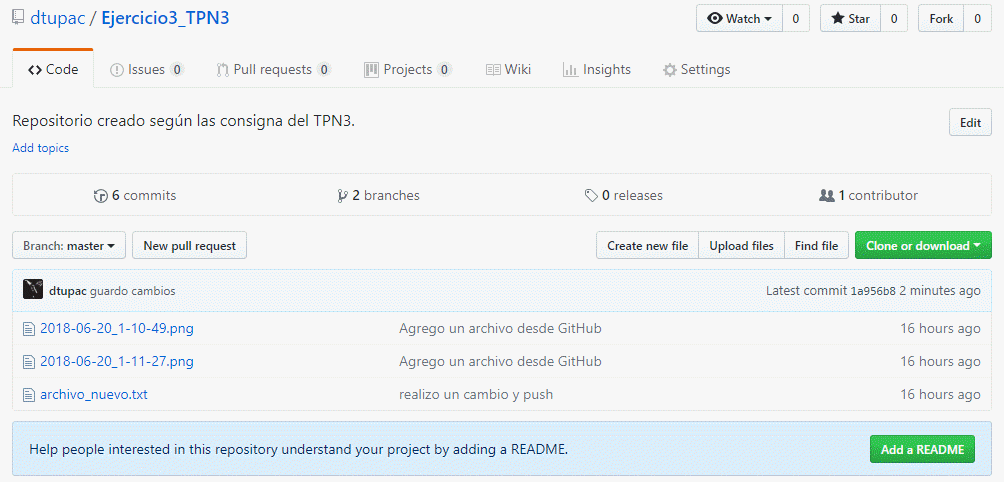 dtupac / Ejercicio3_TPN3 Watch 0 Star 0 Fork 0
Code Issues 0 Pull requests 0 Projects 0 Wiki Insights Settings
Repositorio creado según las consigna del TPN3. Edit
Add topics
6 commits 2 branches 0 releases 1 contributor
Branch: master New pull request Create new file Upload files Find file Clone or download
dtupac guardo cambios Latest commit 1a956b8 2 minutes ago
2018-06-20_1-10-49.png Agrego un archivo desde GitHub 16 hours ago
2018-06-20_1-11-27.png Agrego un archivo desde GitHub 16 hours ago
archivo_nuevo.txt realizo un cambio y push 16 hours ago
Help people interested in this repository understand your project by adding a README. Add a README